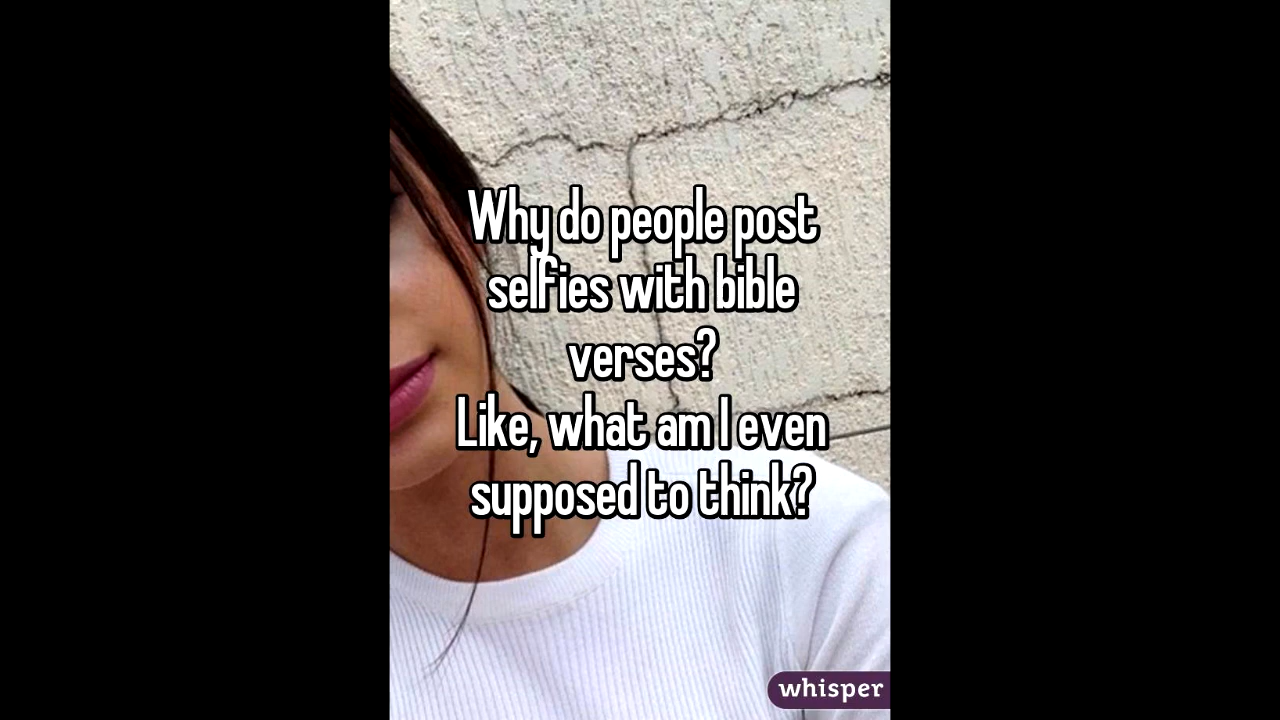 Why do people post
selfies with bible
verses?
Like, what am I even
supposed to think?
whisper